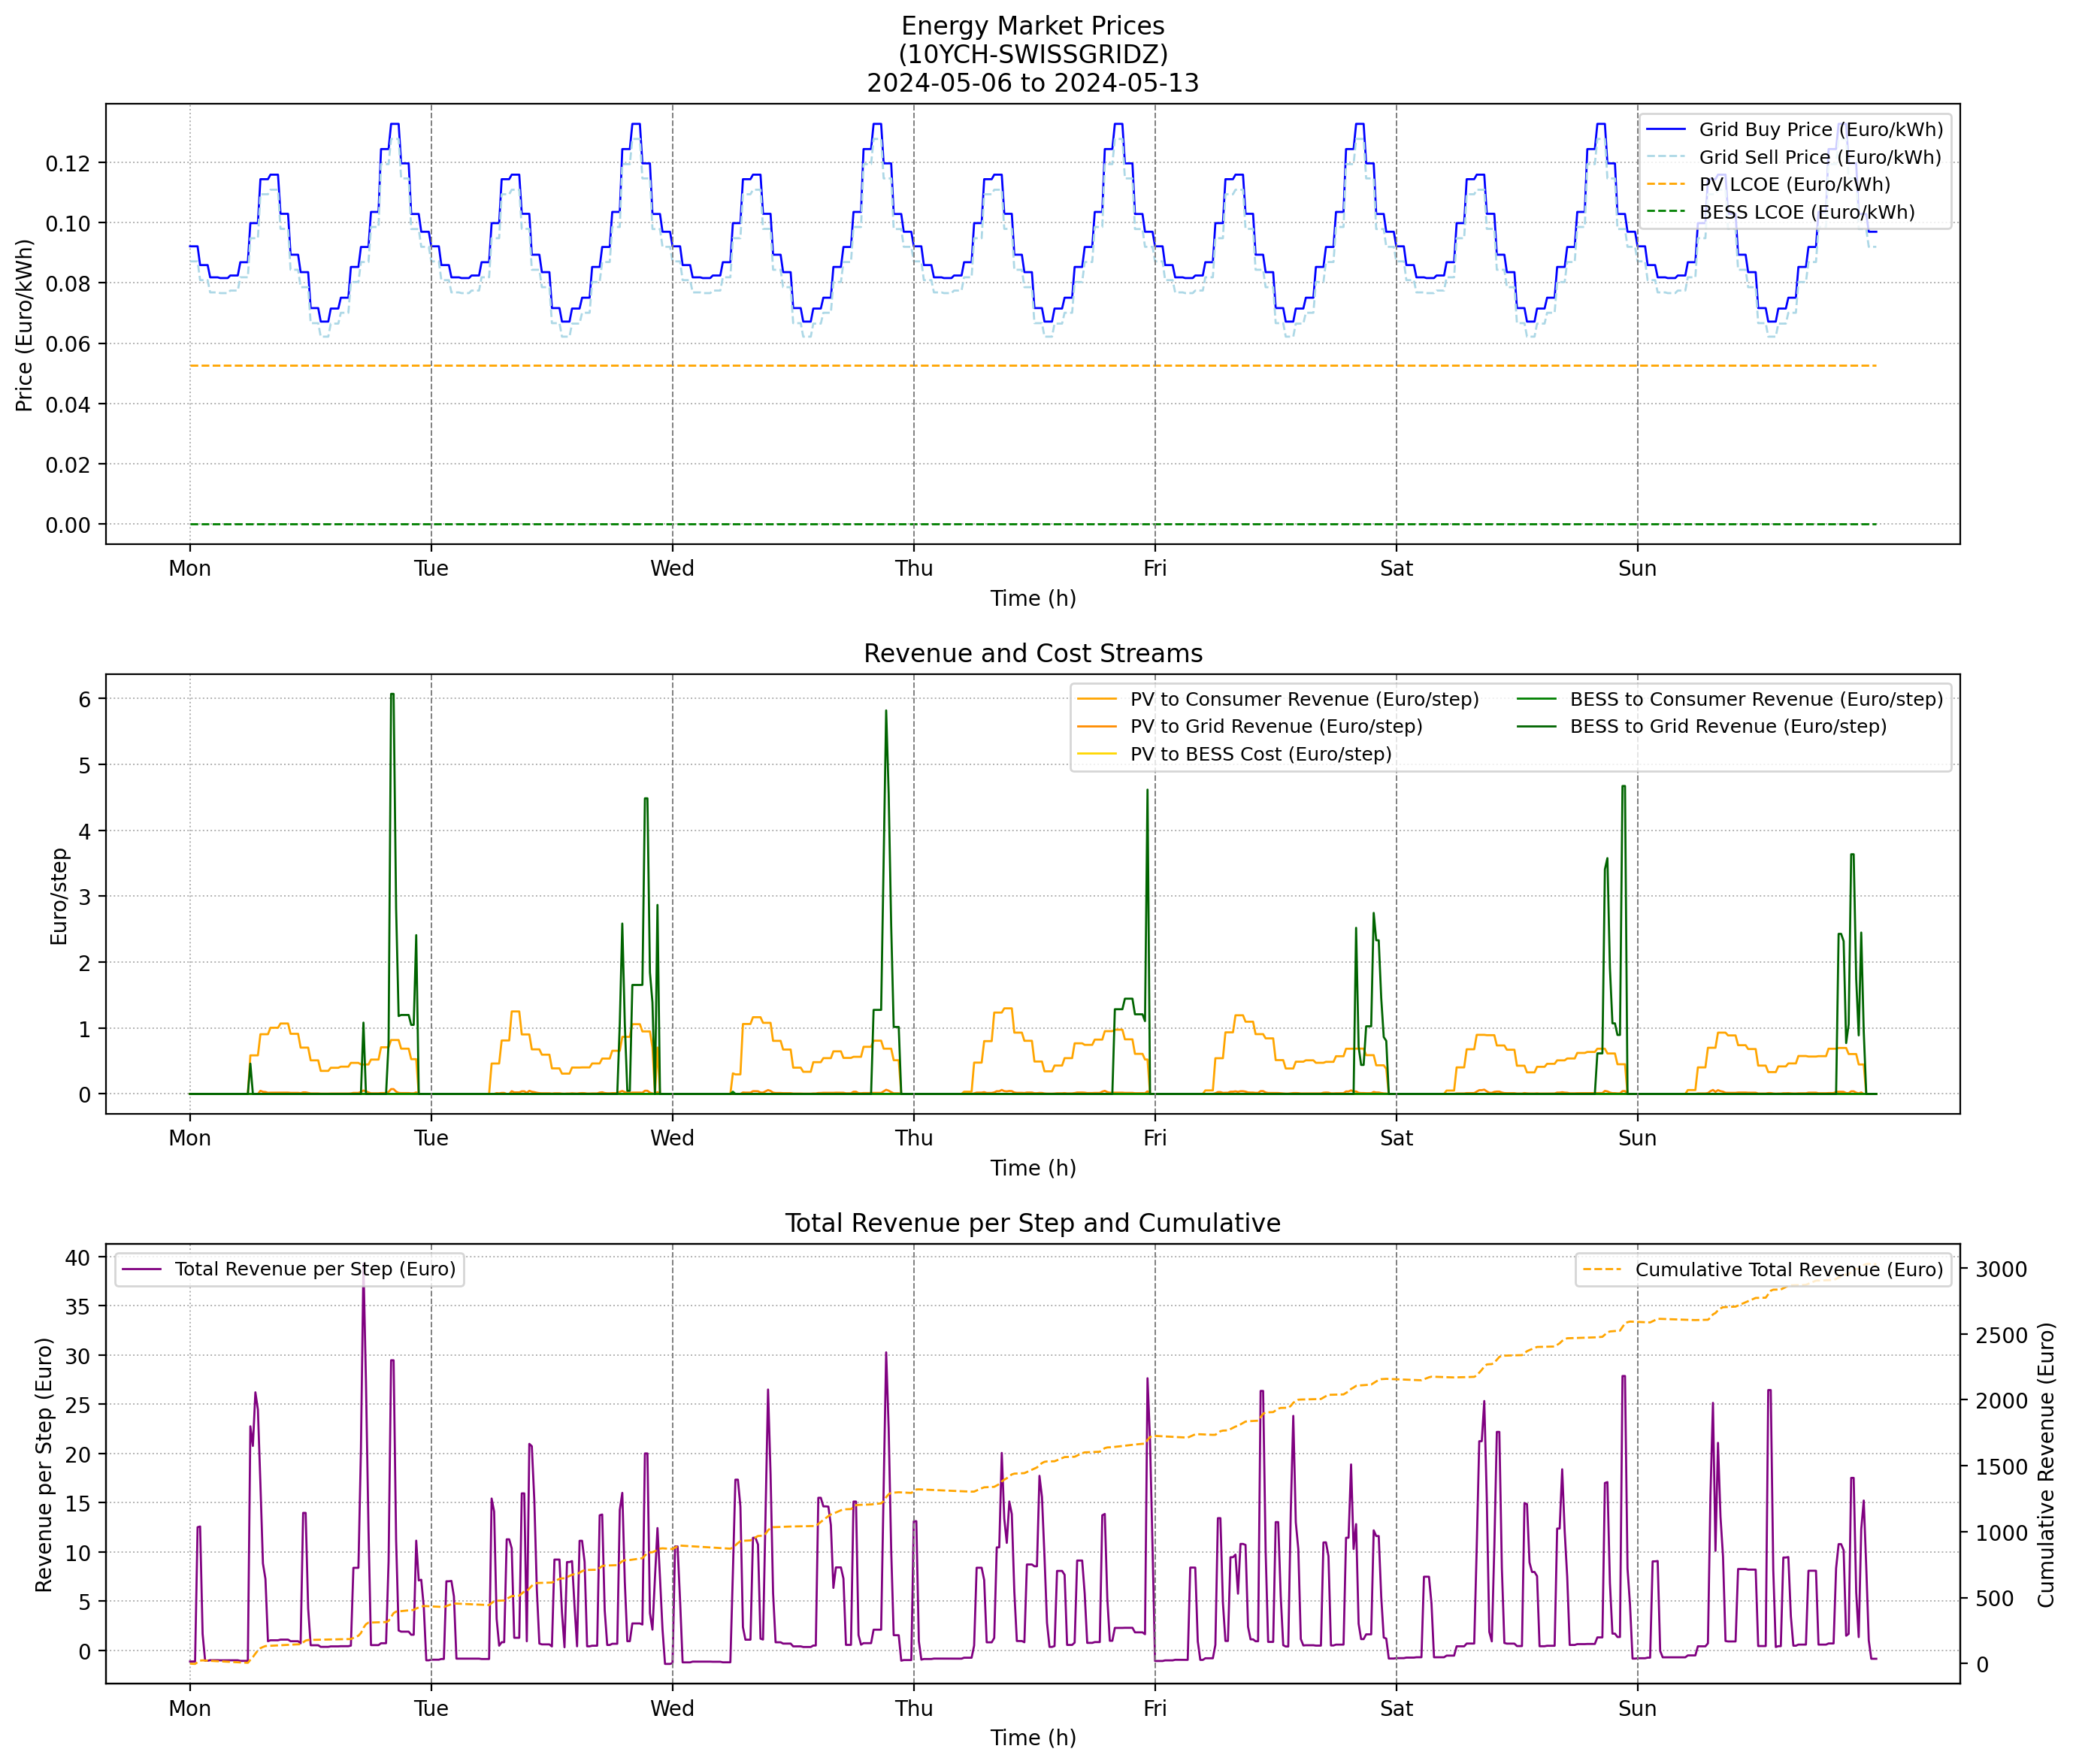 Energy Market Prices
(10YCH-SWISSGRIDZ)
2024-05-06 to 2024-05-13
Price (Euro/kWh)
0.12
0.10
0.08
0.06
0.04
0.02
0.00
Grid Buy Price (Euro/kWh)
Grid Sell Price (Euro/kWh)
PV LCOE (Euro/kWh)
BESS LCOE (Euro/kWh)
Mon Tue Wed Thu Fri Sat Sun
Time (h)
Revenue and Cost Streams
Euro/step
6
5
4
3
2
1
0
PV to Consumer Revenue (Euro/step)
PV to Grid Revenue (Euro/step)
PV to BESS Cost (Euro/step)
BESS to Consumer Revenue (Euro/step)
BESS to Grid Revenue (Euro/step)
Mon Tue Wed Thu Fri Sat Sun
Time (h)
Total Revenue per Step and Cumulative
Revenue per Step (Euro)
40
35
30
25
20
15
10
5
0
Total Revenue per Step (Euro)
Cumulative Total Revenue (Euro)
3000
2500
2000
1500
1000
500
0
Cumulative Revenue (Euro)
Mon Tue Wed Thu Fri Sat Sun
Time (h)